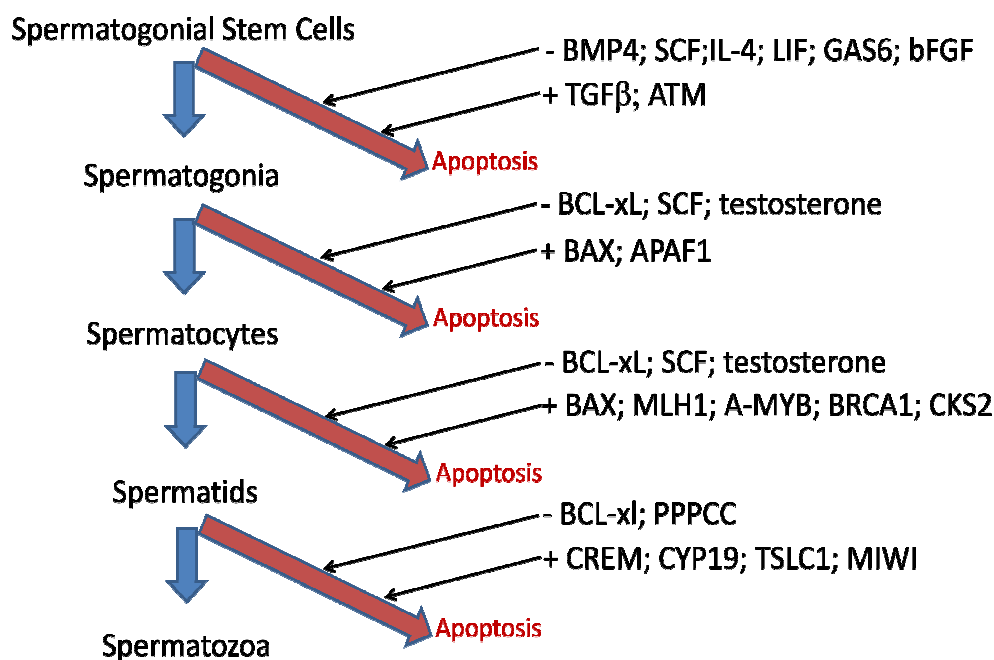 Spermatogonial Stem Cells
- BMP4; SCF;IL-4; LIF; GAS6; bFGF
+ TGFβ; ATM
Apoptosis
Spermatogonia
- BCL-xL; SCF; testosterone
+ BAX; APAF1
Apoptosis
Spermatocytes
- BCL-xL; SCF; testosterone
+ BAX; MLH1; A-MYB; BRCA1; CKS2
Apoptosis
Spermatids
- BCL-xl; PPPCC
+ CREM; CYP19; TSLC1; MIWI
Apoptosis
Spermatozoa